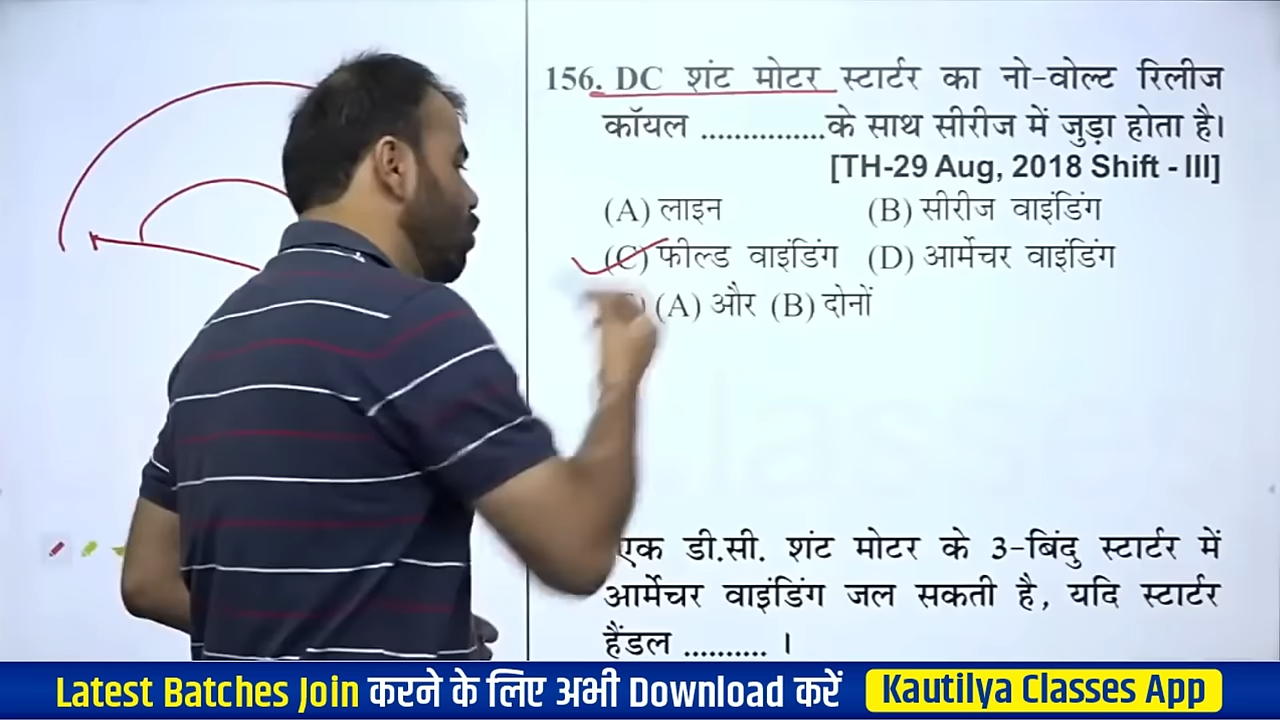 156. DC शंट मोटर स्टार्टर का नो-वोल्ट रिलीज
कॉयल ...............के साथ सीरीज में जुड़ा होता है।
[TH-29 Aug, 2018 Shift - III]
(A) लाइन (B) सीरीज वाइंडिंग
(C) फील्ड वाइंडिंग (D) आर्मेचर वाइंडिंग
(A) और (B) दोनों
एक डी.सी. शंट मोटर के 3-बिंदु स्टार्टर में
आर्मेचर वाइंडिंग जल सकती है, यदि स्टार्टर
हैंडल .......... ।
Latest Batches Join करने के लिए अभी Download करें Kautilya Classes App